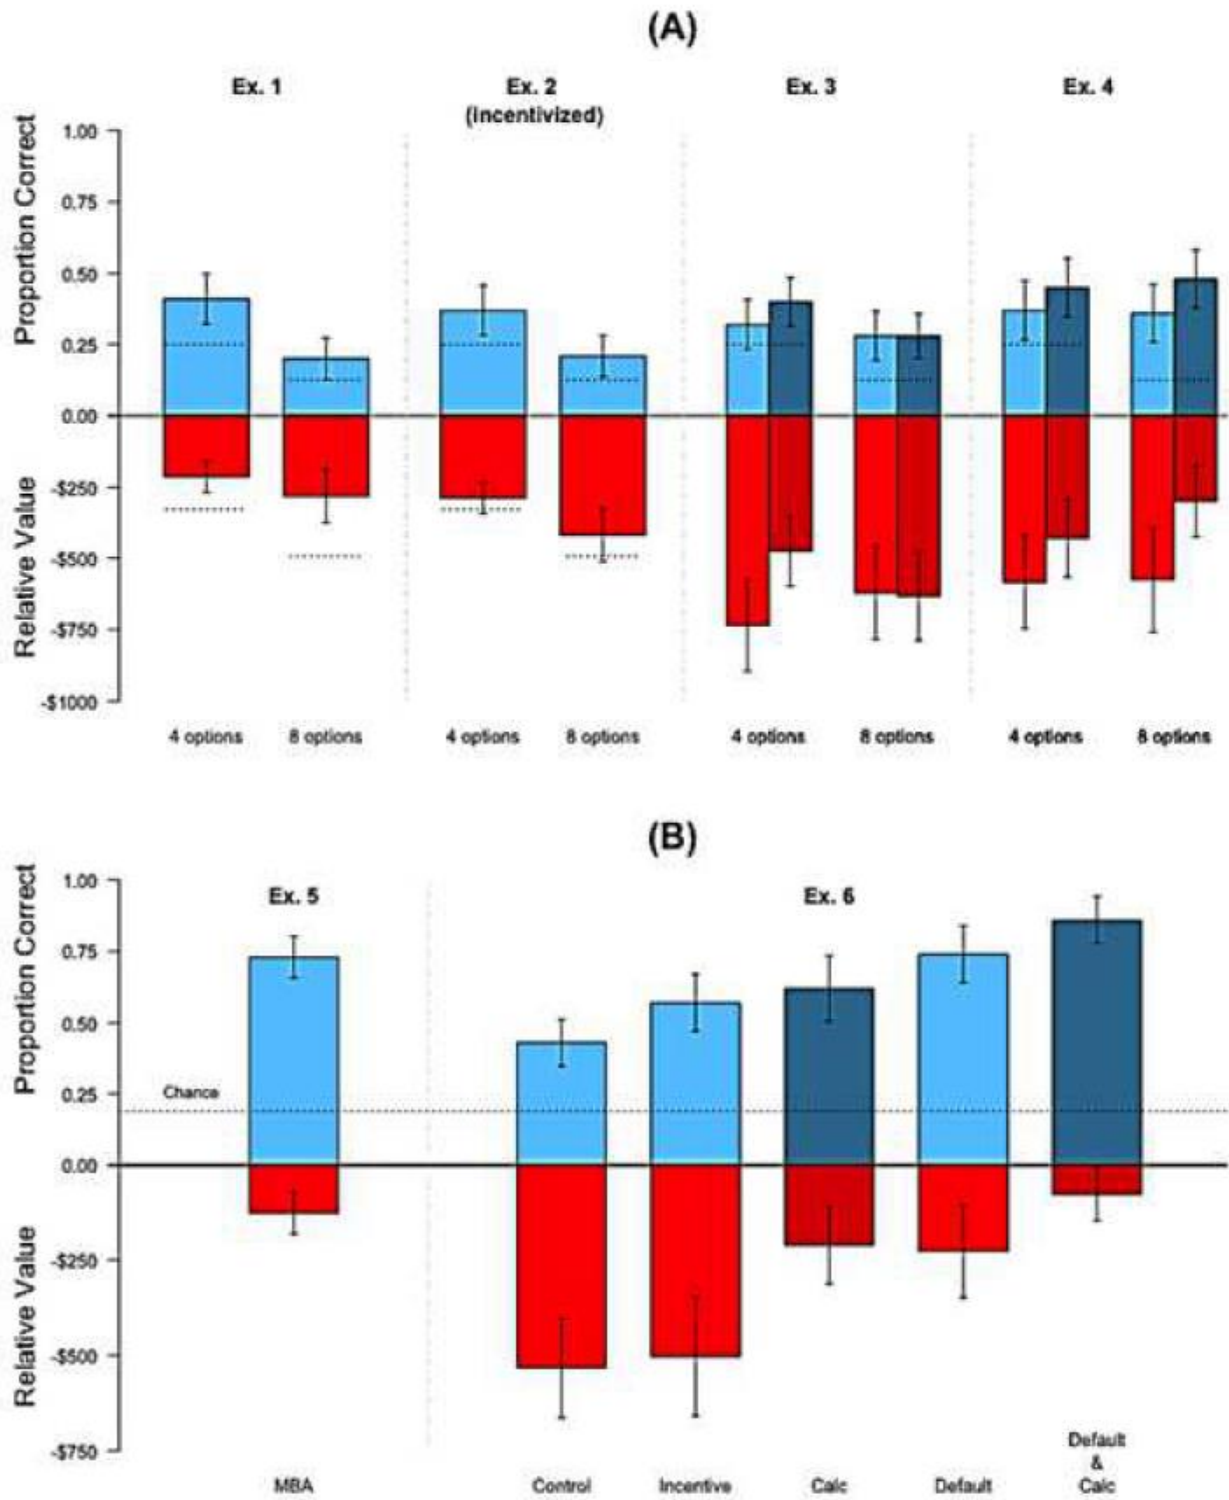 (A)
Ex. 1 Ex. 2 Ex. 3 Ex. 4
(incentivized)
Proportion Correct
1.00
0.75
0.50
0.25
0.00
Relative Value
-$250
-$500
-$750
-$1000
4 options 8 options 4 options 8 options 4 options 8 options 4 options 8 options
(B)
Proportion Correct
1.00
Ex. 5 Ex. 6
0.75
0.50
0.25
Chance
0.00
Relative Value
-$250
-$500
-$750
MBA Control Incentive Calc Default Default
&
Calc